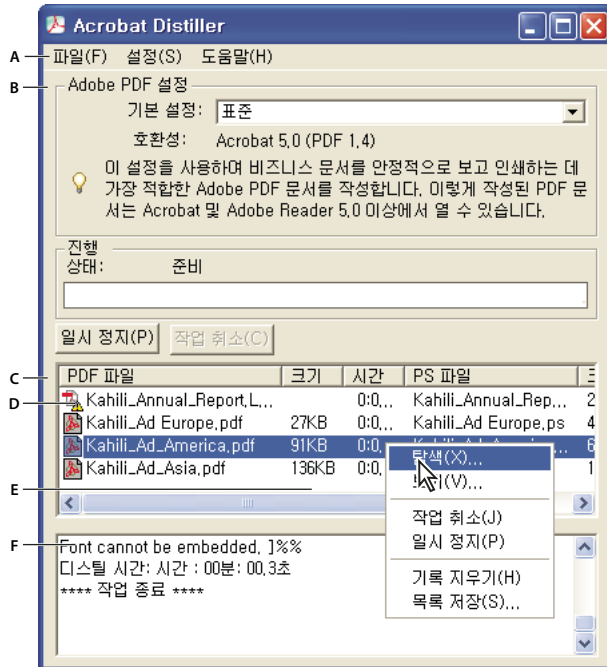 Acrobat Distiller
A
파일(F) 설정(S) 도움말(H)
B
Adobe PDF 설정
기본 설정: 표준
호환성: Acrobat 5,0 (PDF 1,4)
이 설정을 사용하여 비즈니스 문서를 안정적으로 보고 인쇄하는 데
가장 적합한 Adobe PDF 문서를 작성합니다, 이렇게 작성된 PDF 문
서는 Acrobat 및 Adobe Reader 5,0 이상에서 열 수 있습니다,
진행
상태: 준비
일시 정지(P) 작업 취소(C)
C
PDF 파일 크기 시간 PS 파일
D
Kahili_Annual_Report,L,,, 0:0,,, Kahili_Annual_Rep,,, 2
Kahili_Ad Europe,pdf 27KB 0:0,,, Kahili_Ad Europe,ps 4
Kahili_Ad_America,pdf 91KB 0:0, 6
Kahili_Ad_Asia,pdf 136KB 0:0, 1
탐색(X)...
(V)...
작업 취소(J)
일시 정지(P)
기록 지우기(H)
목록 저장(S)...
E
F
Font cannot be embedded, ]%%
디스틸 시간: 시간 : 00분: 00,3초
**** 작업 종료 ****